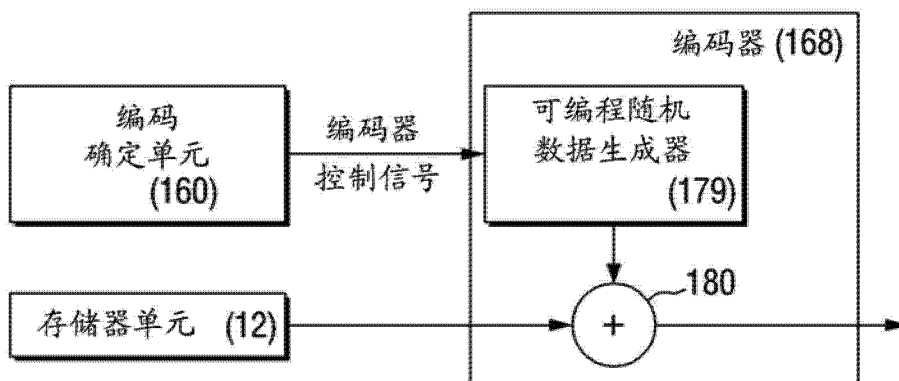 编码器 (168)
编码
确定单元
(160)
编码器
控制信号
可编程随机
数据生成器
(179)
180
存储器单元 (12)
+